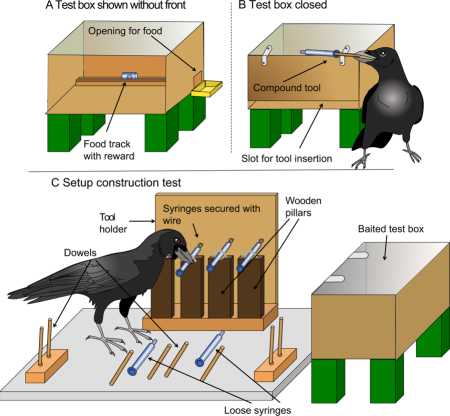 A Test box shown without front
Opening for food
Food track
with reward
B Test box closed
Compound tool
Slot for tool insertion
C Setup construction test
Tool
holder
Syringes secured with
wire
Wooden
pillars
Dowels
Baited test box
Loose syringes